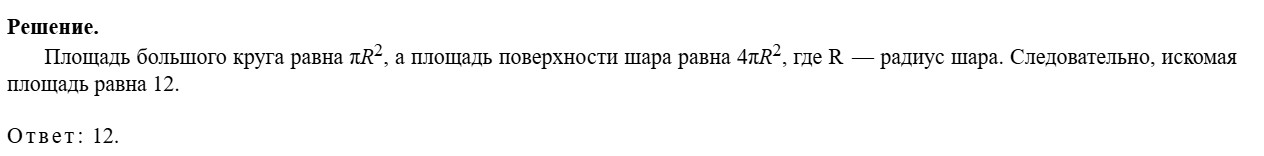 Решение.
Площадь большого круга равна πR², а площадь поверхности шара равна 4πR², где R — радиус шара. Следовательно, искомая
площадь равна 12.
Ответ: 12.